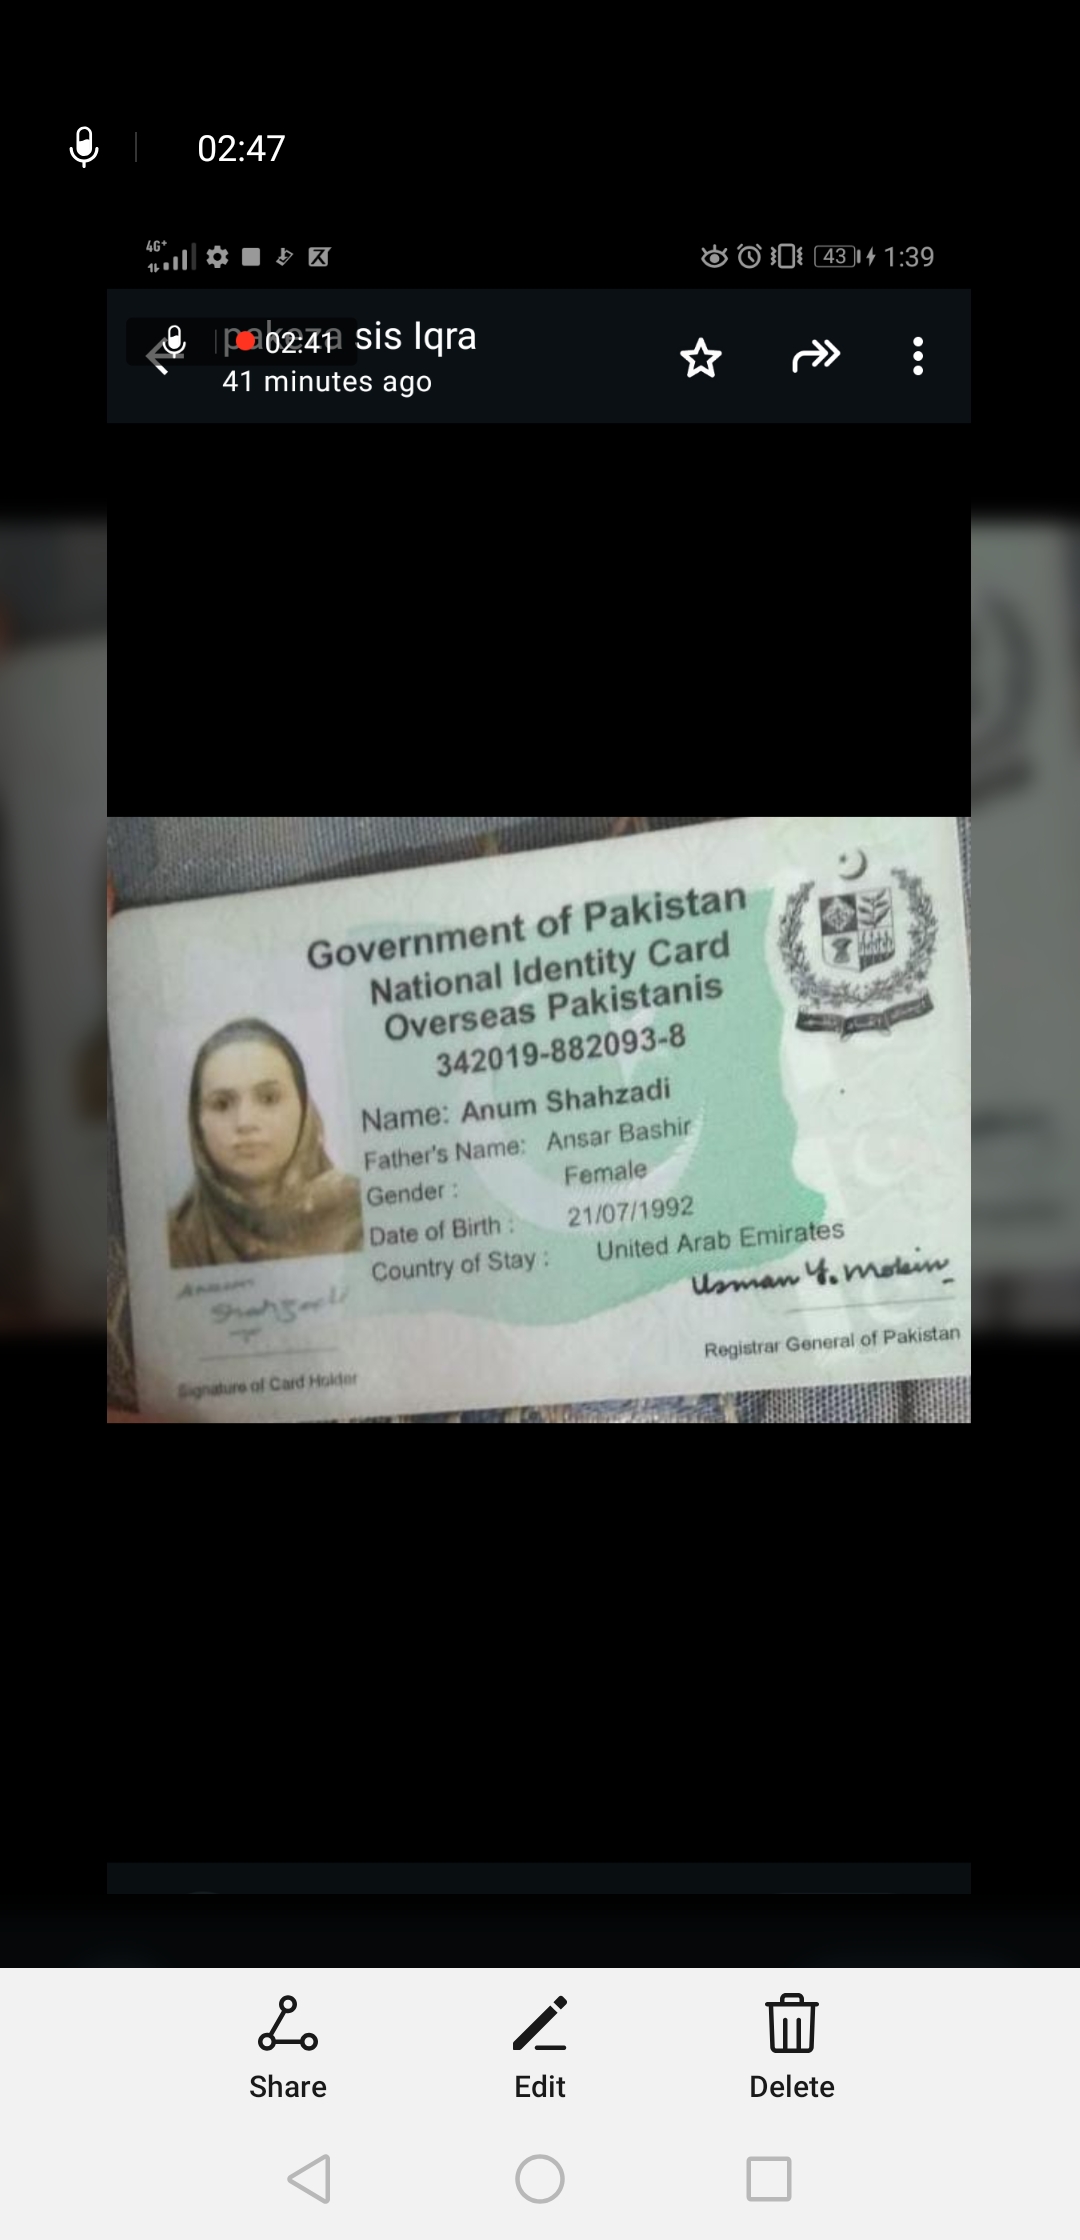 02:47
4G+
43
1:39
pakeza sis Iqra
02:41
41 minutes ago
Government of Pakistan
National Identity Card
Overseas Pakistanis
342019-882093-8
Name: Anum Shahzadi
Father's Name: Ansar Bashir
Gender : Female
Date of Birth : 21/07/1992
Country of Stay : United Arab Emirates
Anum
Shahzadi
Usman Y. Mobin
Signature of Card Holder
Registrar General of Pakistan
Share
Edit
Delete